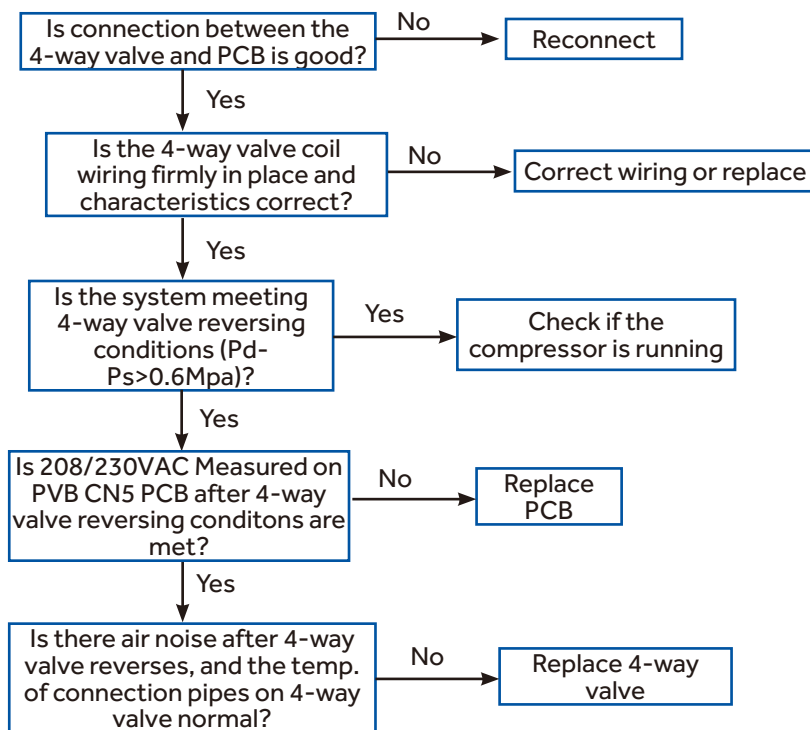 Is connection between the
4-way valve and PCB is good?
No
Reconnect
Yes
Is the 4-way valve coil
wiring firmly in place and
characteristics correct?
No
Correct wiring or replace
Yes
Is the system meeting
4-way valve reversing
conditions (Pd-
Ps>0.6Mpa)?
Yes
Check if the
compressor is running
Yes
Is 208/230VAC Measured on
PVB CN5 PCB after 4-way
valve reversing conditons are
met?
No
Replace
PCB
Yes
Is there air noise after 4-way
valve reverses, and the temp.
of connection pipes on 4-way
valve normal?
No
Replace 4-way
valve